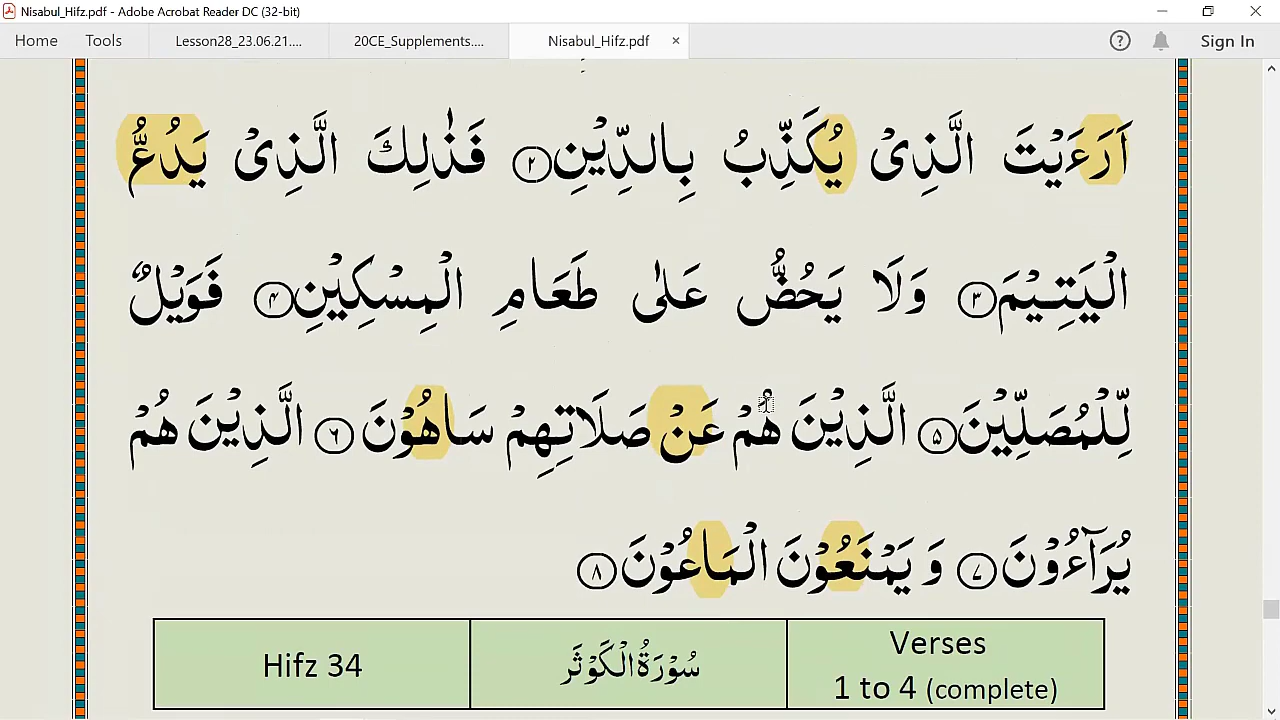 Nisabul_Hifz.pdf - Adobe Acrobat Reader DC (32-bit)
Home Tools Lesson28_23.06.21.... 20CE_Supplements.... Nisabul_Hifz.pdf × ? Sign In
اَرَءَيْتَ الَّذِىْ يُكَذِّبُ بِالدِّيْنِ ٢ فَذٰلِكَ الَّذِىْ يَدُعُّ
الْيَتِيْمَ ٣ وَلَا يَحُضُّ عَلٰى طَعَامِ الْمِسْكِيْنِ ٤ فَوَيْلٌ
لِّلْمُصَلِّيْنَ ٥ الَّذِيْنَ هُمْ عَنْ صَلَاتِهِمْ سَاهُوْنَ ٦ الَّذِيْنَ هُمْ
يُرَآءُوْنَ ٧ وَ يَمْنَعُوْنَ الْمَاعُوْنَ ٨
Hifz 34 سُوْرَةُ الْكَوْثَر Verses
1 to 4 (complete)